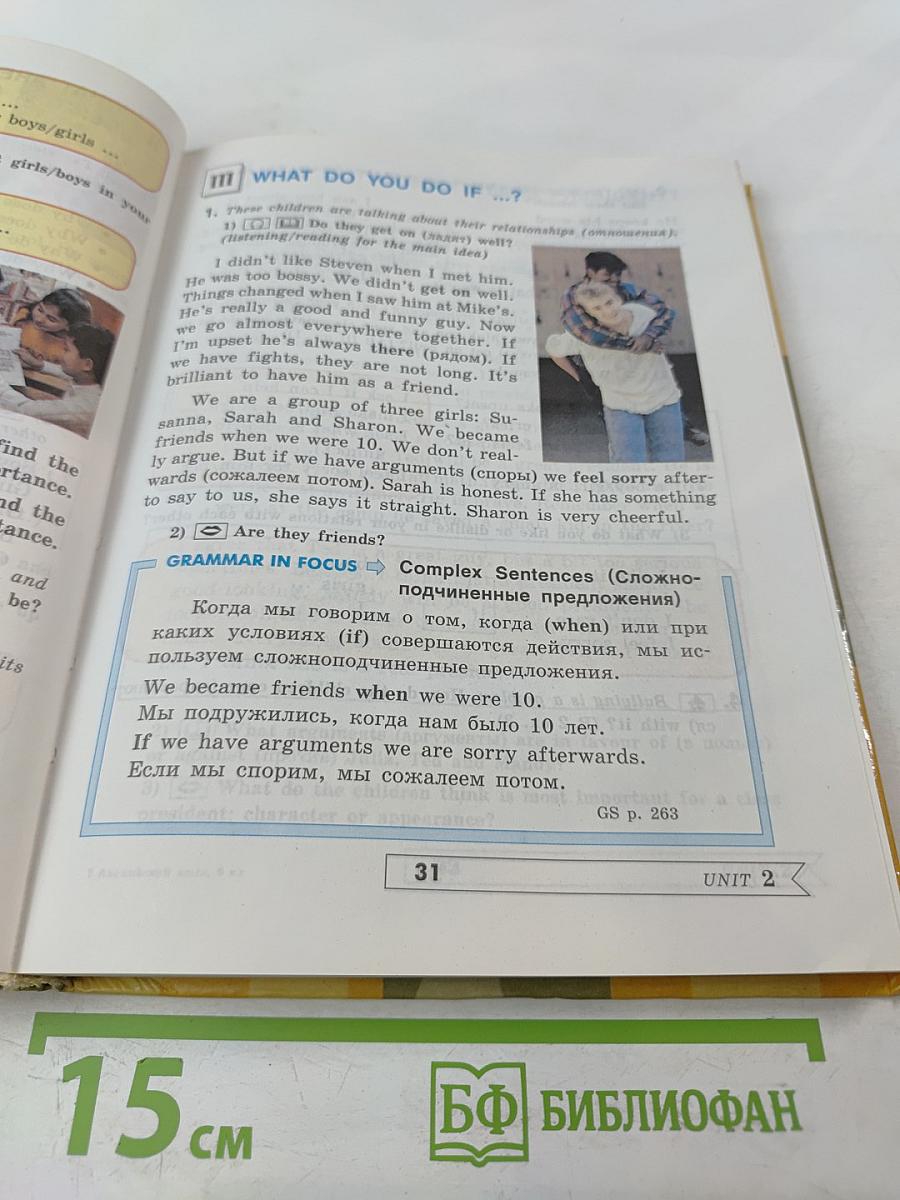 ...
boys/girls ...
girls/boys in your
...
find the
rtance.
nd the
tance.
and
be?
its
III WHAT DO YOU DO IF ...?
1. These children are talking about their relationships (отношения).
1) Do they get on (ладят) well?
(listening/reading for the main idea)
I didn't like Steven when I met him.
He was too bossy. We didn't get on well.
Things changed when I saw him at Mike's.
He's really a good and funny guy. Now
we go almost everywhere together. If
I'm upset he's always there (рядом). If
we have fights, they are not long. It's
brilliant to have him as a friend.
We are a group of three girls: Su-
sanna, Sarah and Sharon. We became
friends when we were 10. We don't real-
ly argue. But if we have arguments (споры) we feel sorry after-
wards (сожалеем потом). Sarah is honest. If she has something
to say to us, she says it straight. Sharon is very cheerful.
2) Are they friends?
GRAMMAR IN FOCUS Complex Sentences (Сложно-
подчиненные предложения)
Когда мы говорим о том, когда (when) или при
каких условиях (if) совершаются действия, мы ис-
пользуем сложноподчиненные предложения.
We became friends when we were 10.
Мы подружились, когда нам было 10 лет.
If we have arguments we are sorry afterwards.
Если мы спорим, мы сожалеем потом.
GS p. 263
31
UNIT 2
15 см
БФ БИБЛИОФАН